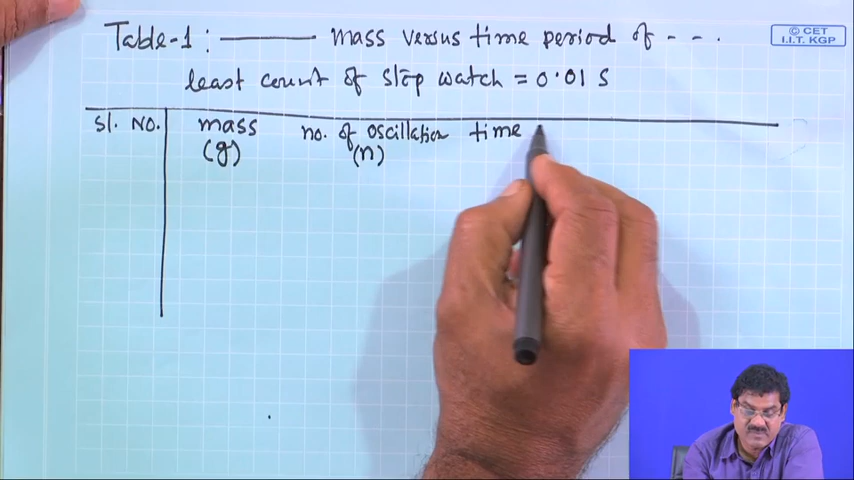 Table-1: mass versus time period of - - .
© CET
I.I.T. KGP
least count of stop watch = 0.01 s
Sl. No. mass no. of oscillation time
(g) (n)